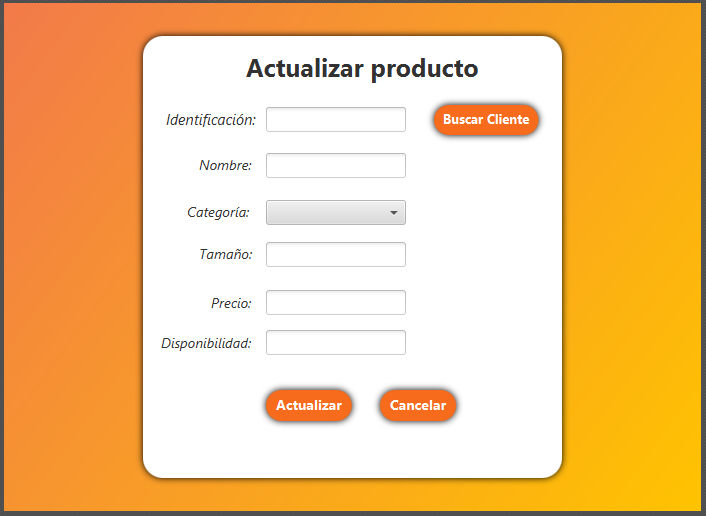 Actualizar producto
Identificación:
Buscar Cliente
Nombre:
Categoría:
Tamaño:
Precio:
Disponibilidad:
Actualizar
Cancelar